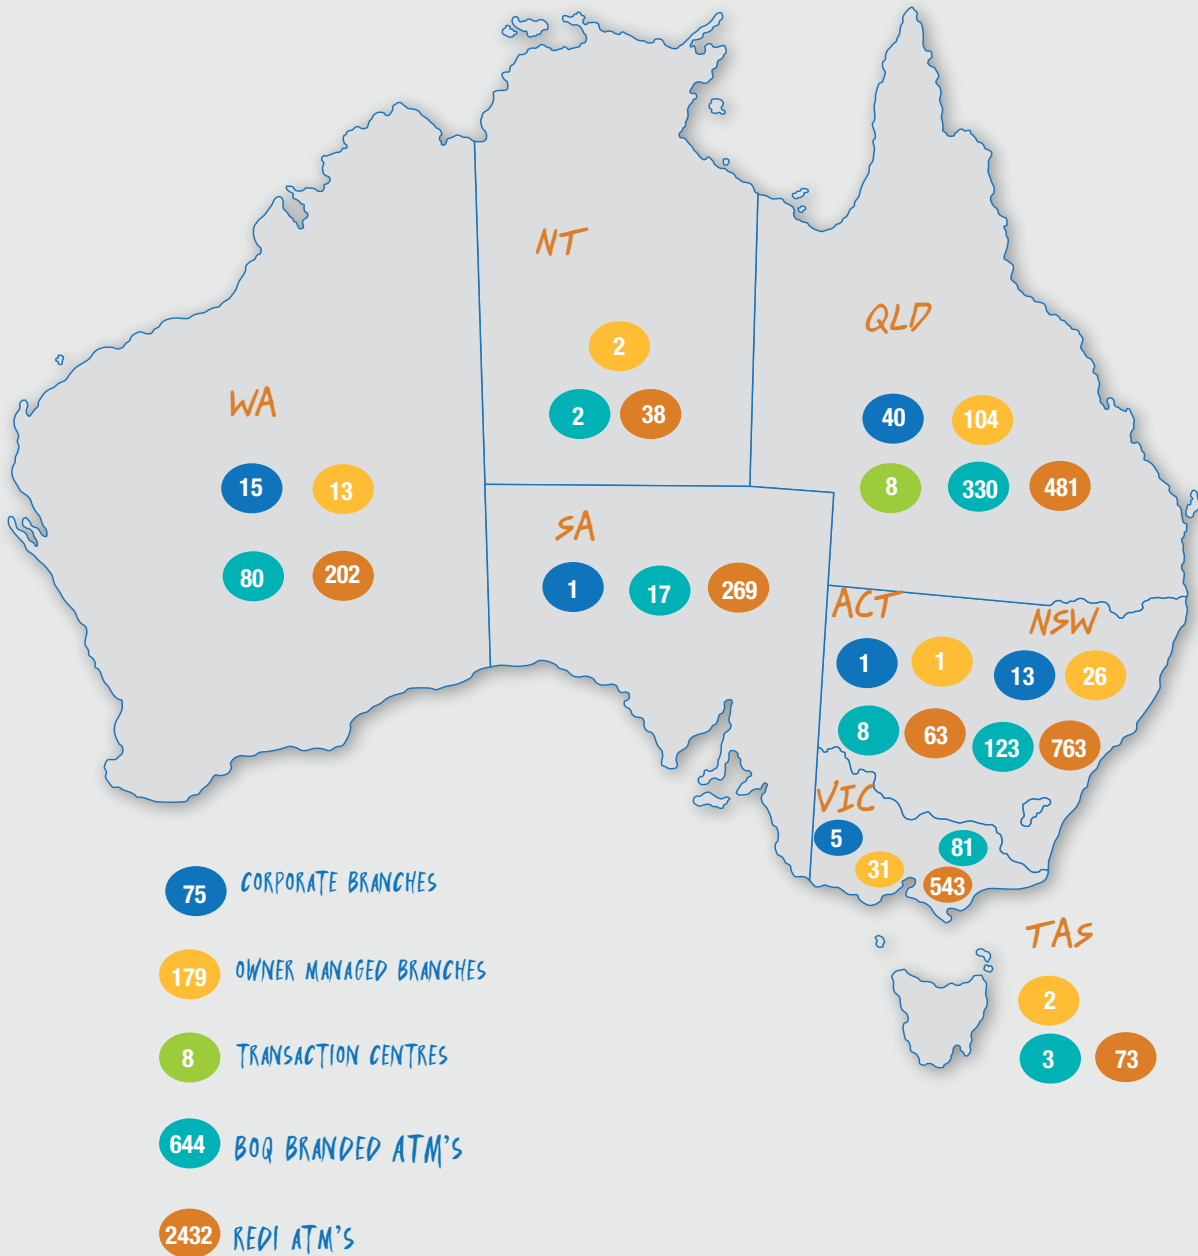 NT
2
2 38
QLD
40 104
8 330 481
WA
15 13
80 202
SA
1 17 269
ACT
1 1
8 63
NSW
13 26
123 763
VIC
5 81
31 543
75 CORPORATE BRANCHES
179 OWNER MANAGED BRANCHES
8 TRANSACTION CENTRES
644 BOQ BRANDED ATM'S
2432 REDI ATM'S
TAS
2
3 73